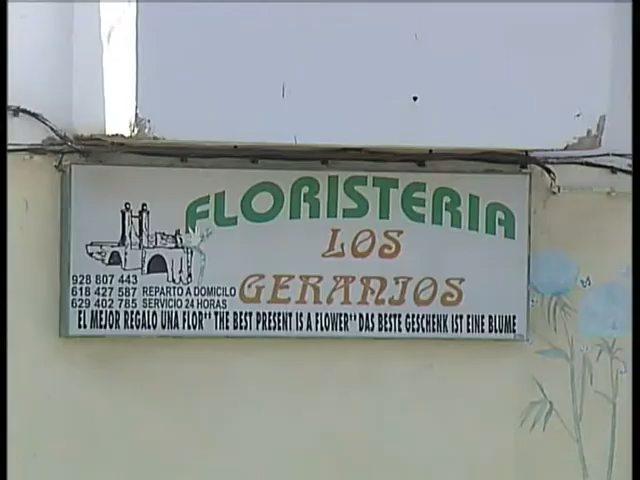 FLORISTERIA
LOS
GERANIOS
928 807 443
618 427 587 REPARTO A DOMICILO
629 402 785 SERVICIO 24 HORAS
EL MEJOR REGALO UNA FLOR** THE BEST PRESENT IS A FLOWER** DAS BESTE GESCHENK IST EINE BLUME